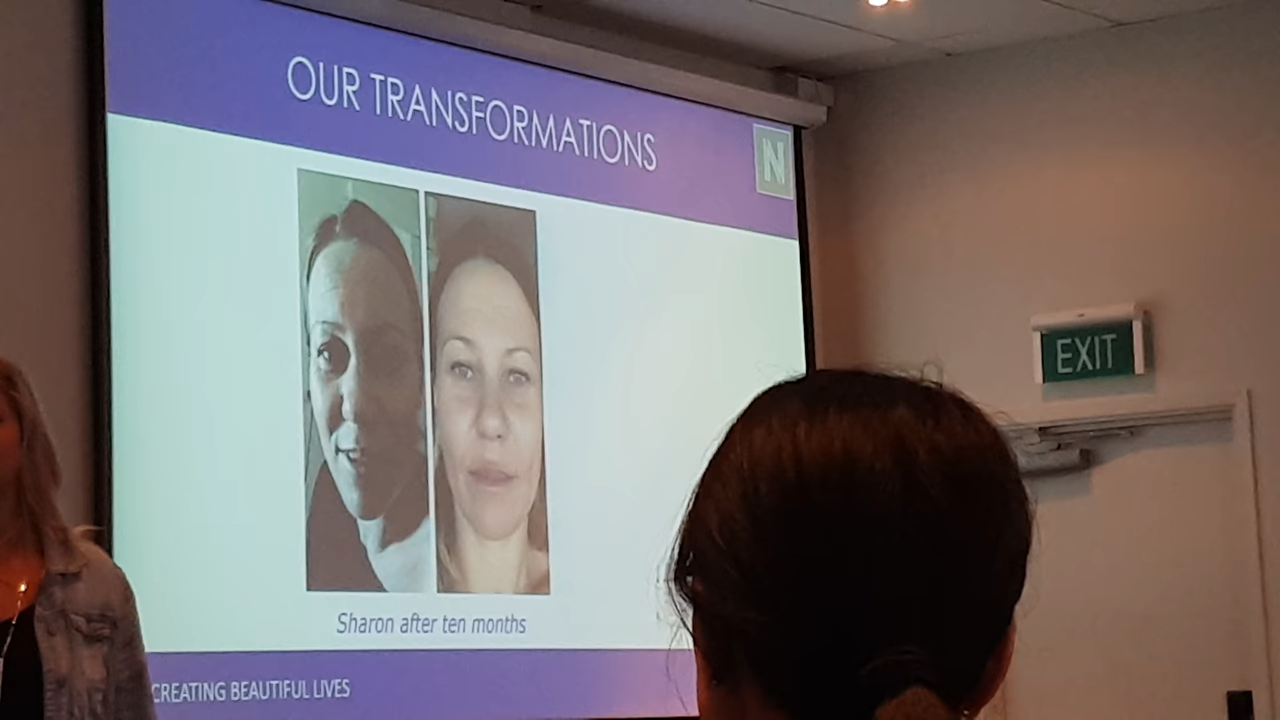 OUR TRANSFORMATIONS
N
Sharon after ten months
CREATING BEAUTIFUL LIVES
EXIT